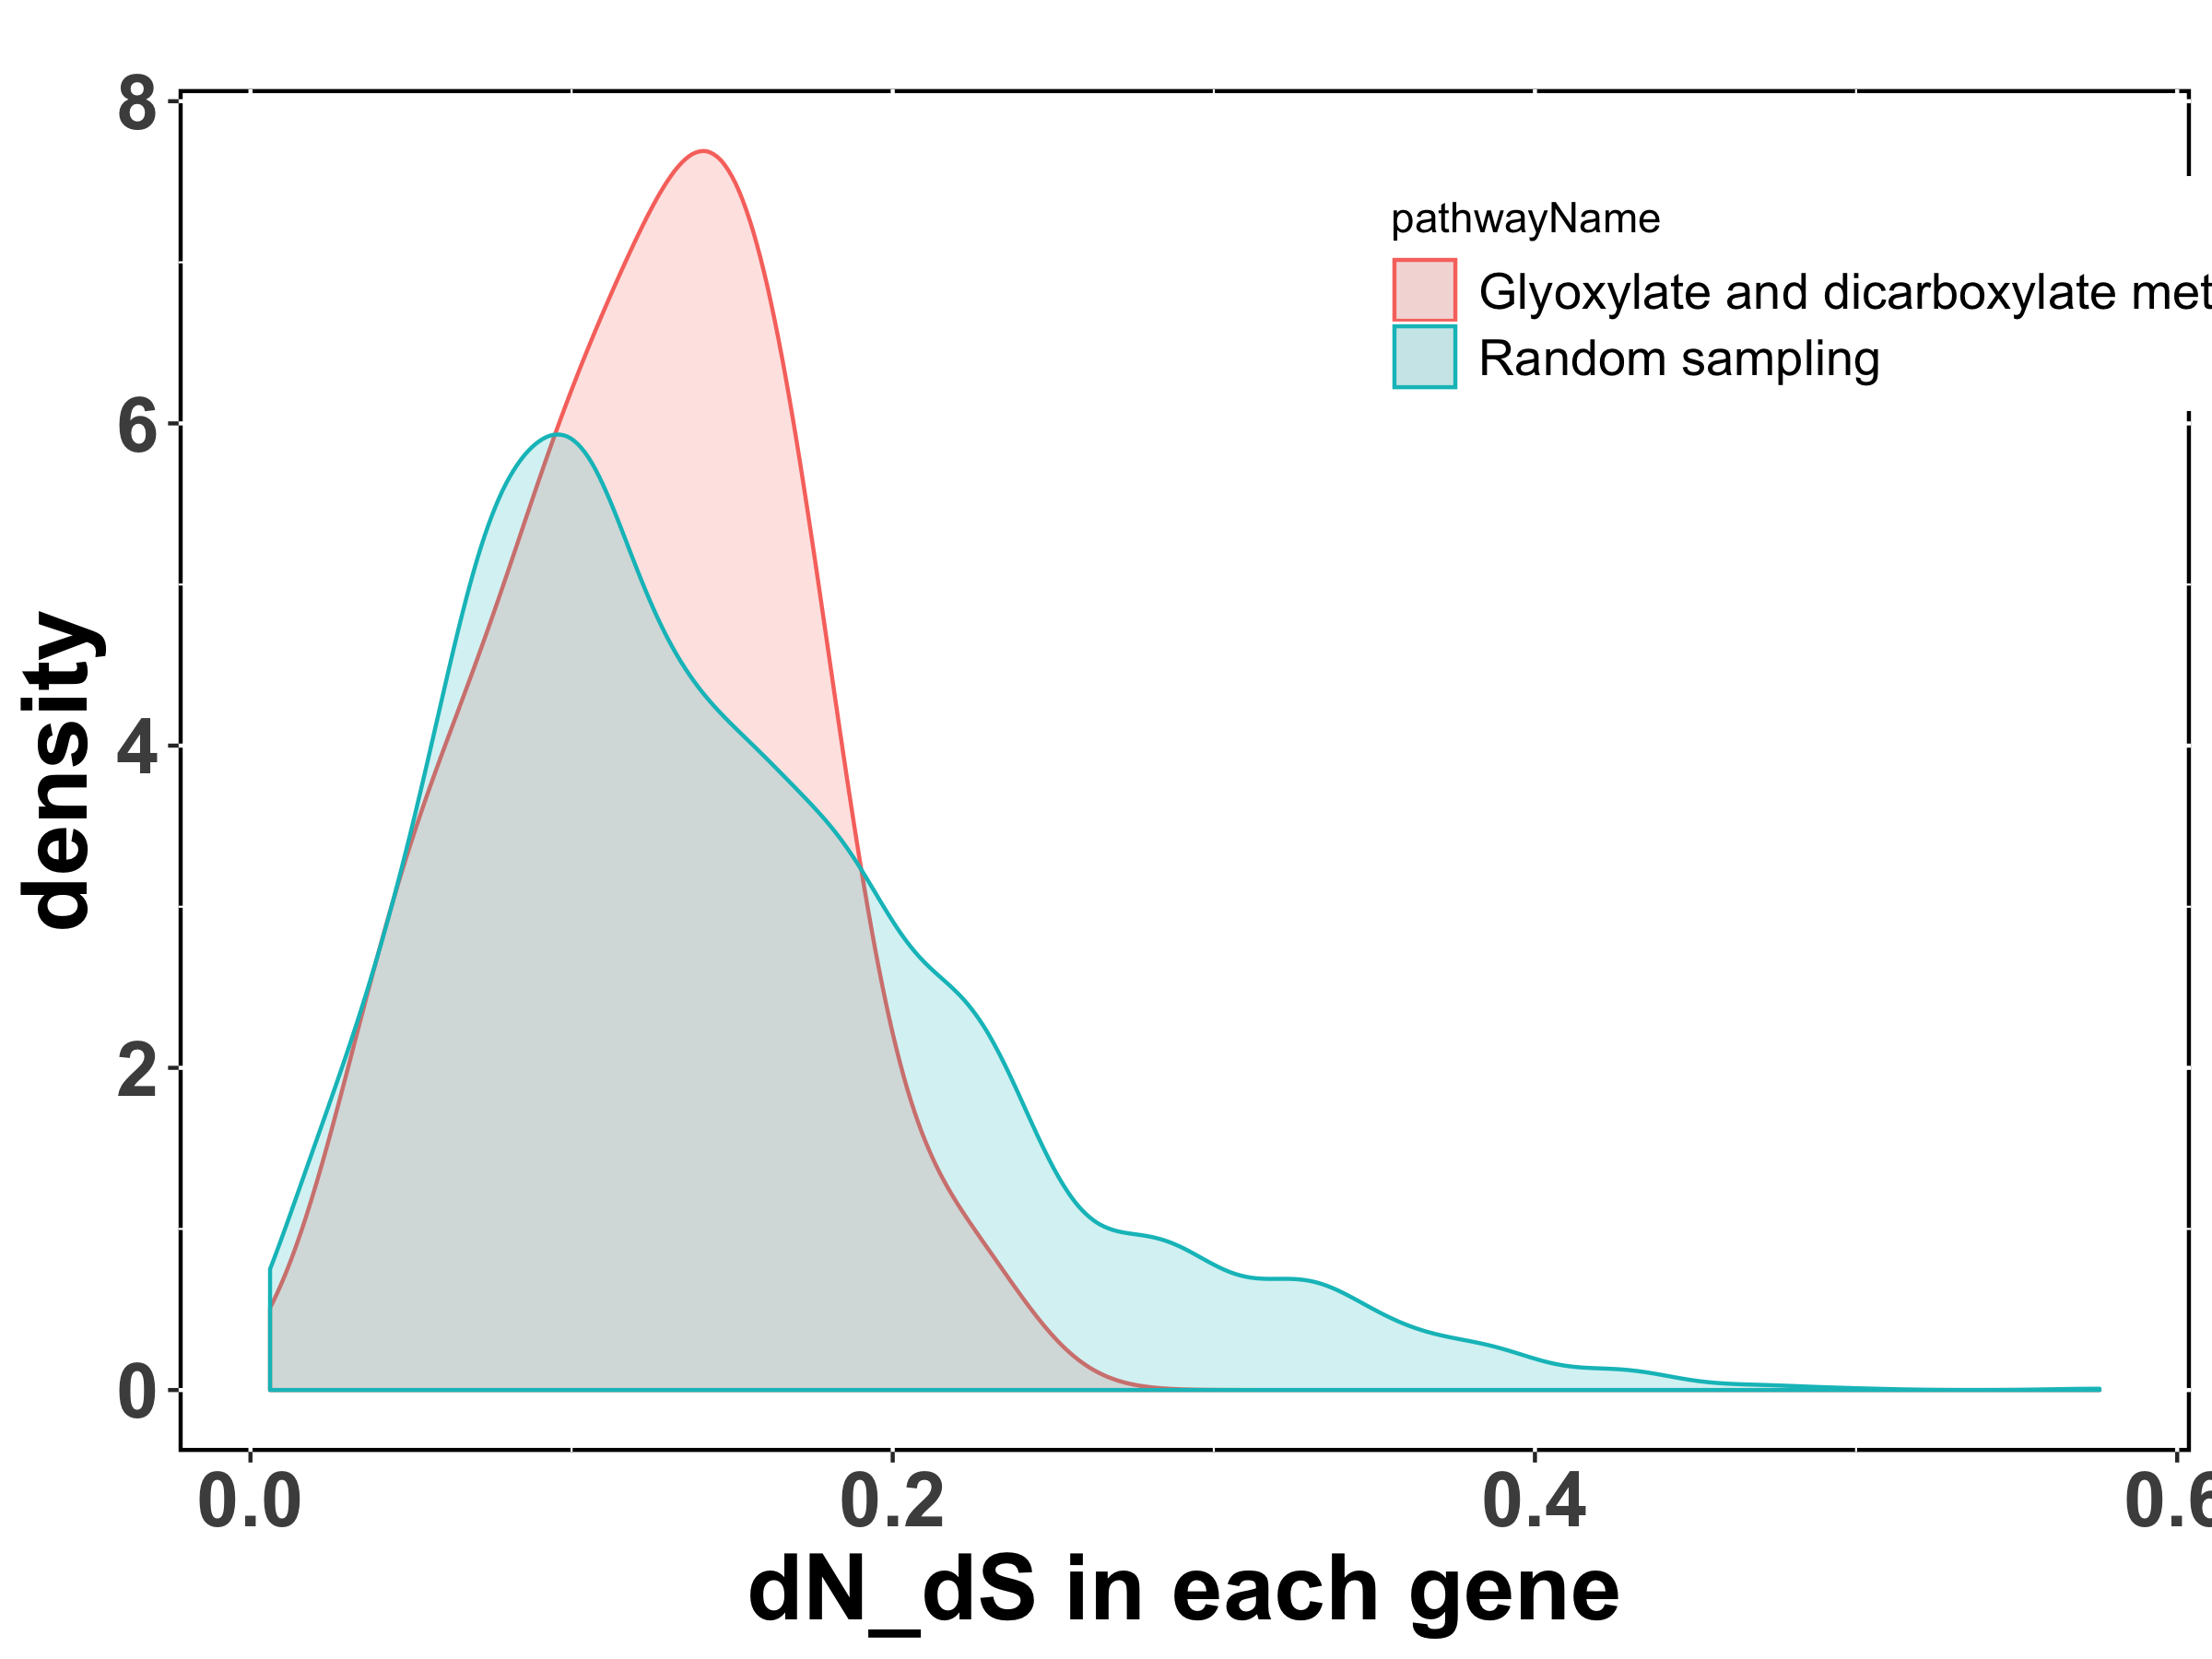 8
6
4
2
0
density
pathwayName
Glyoxylate and dicarboxylate met
Random sampling
0.0
0.2
0.4
0.6
dN_dS in each gene